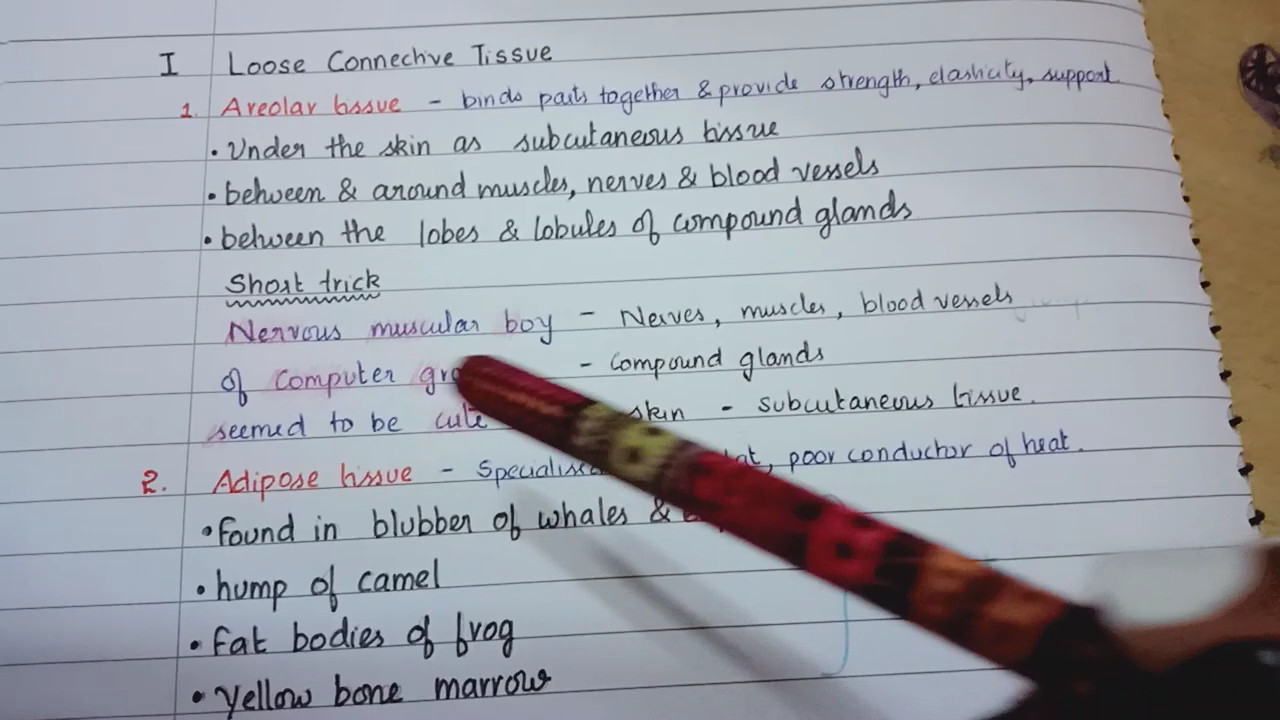 I Loose Connective Tissue
1. Areolar tissue - binds parts together & provide strength, elasticity, support.
• Under the skin as subcutaneous tissue
• between & around muscles, nerves & blood vessels
• between the lobes & lobules of compound glands
Short trick
Nervous muscular boy - Nerves, muscles, blood vessels
of computer - compound glands
seemed to be cute skin - subcutaneous tissue.
2. Adipose tissue - poor conductor of heat.
• Found in blubber of whales &
• hump of camel
• Fat bodies of frog
• yellow bone marrow